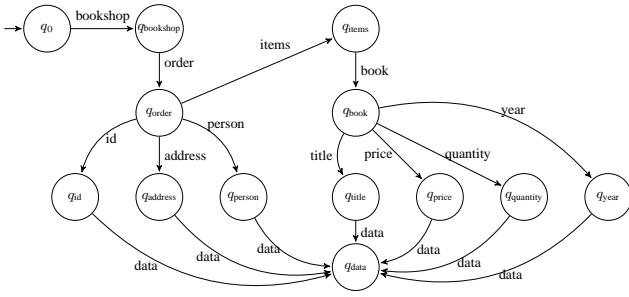 bookshop
q0 qbookshop qitems
items
order
book
qorder qbook
year
id person
address title price quantity
qid qaddress qperson qtitle qprice qquantity qyear
data
data data data data data
qdata
data data